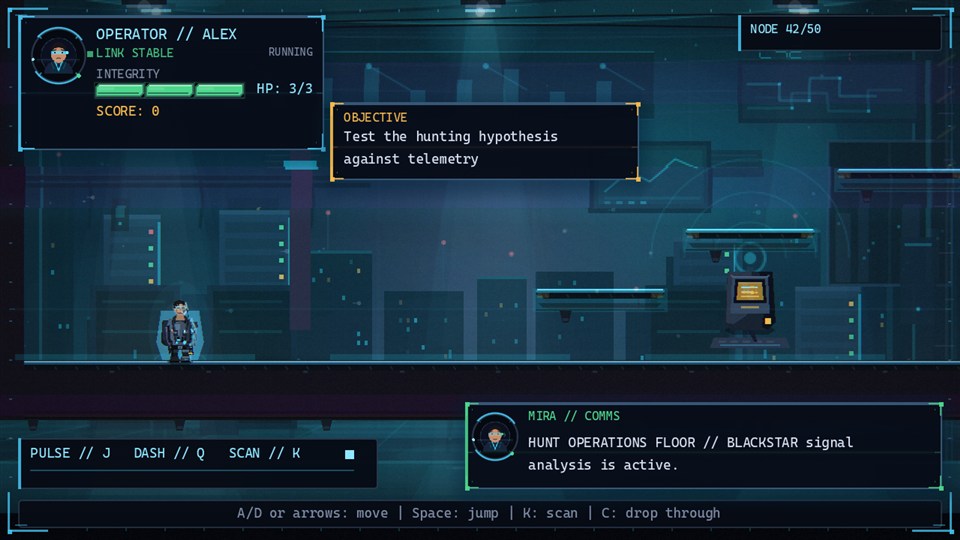 OPERATOR // ALEX
LINK STABLE
RUNNING
INTEGRITY
HP: 3/3
SCORE: 0
NODE 42/50
OBJECTIVE
Test the hunting hypothesis
against telemetry
MIRA // COMMS
HUNT OPERATIONS FLOOR // BLACKSTAR signal
analysis is active.
PULSE // J DASH // Q SCAN // K
A/D or arrows: move | Space: jump | K: scan | C: drop through